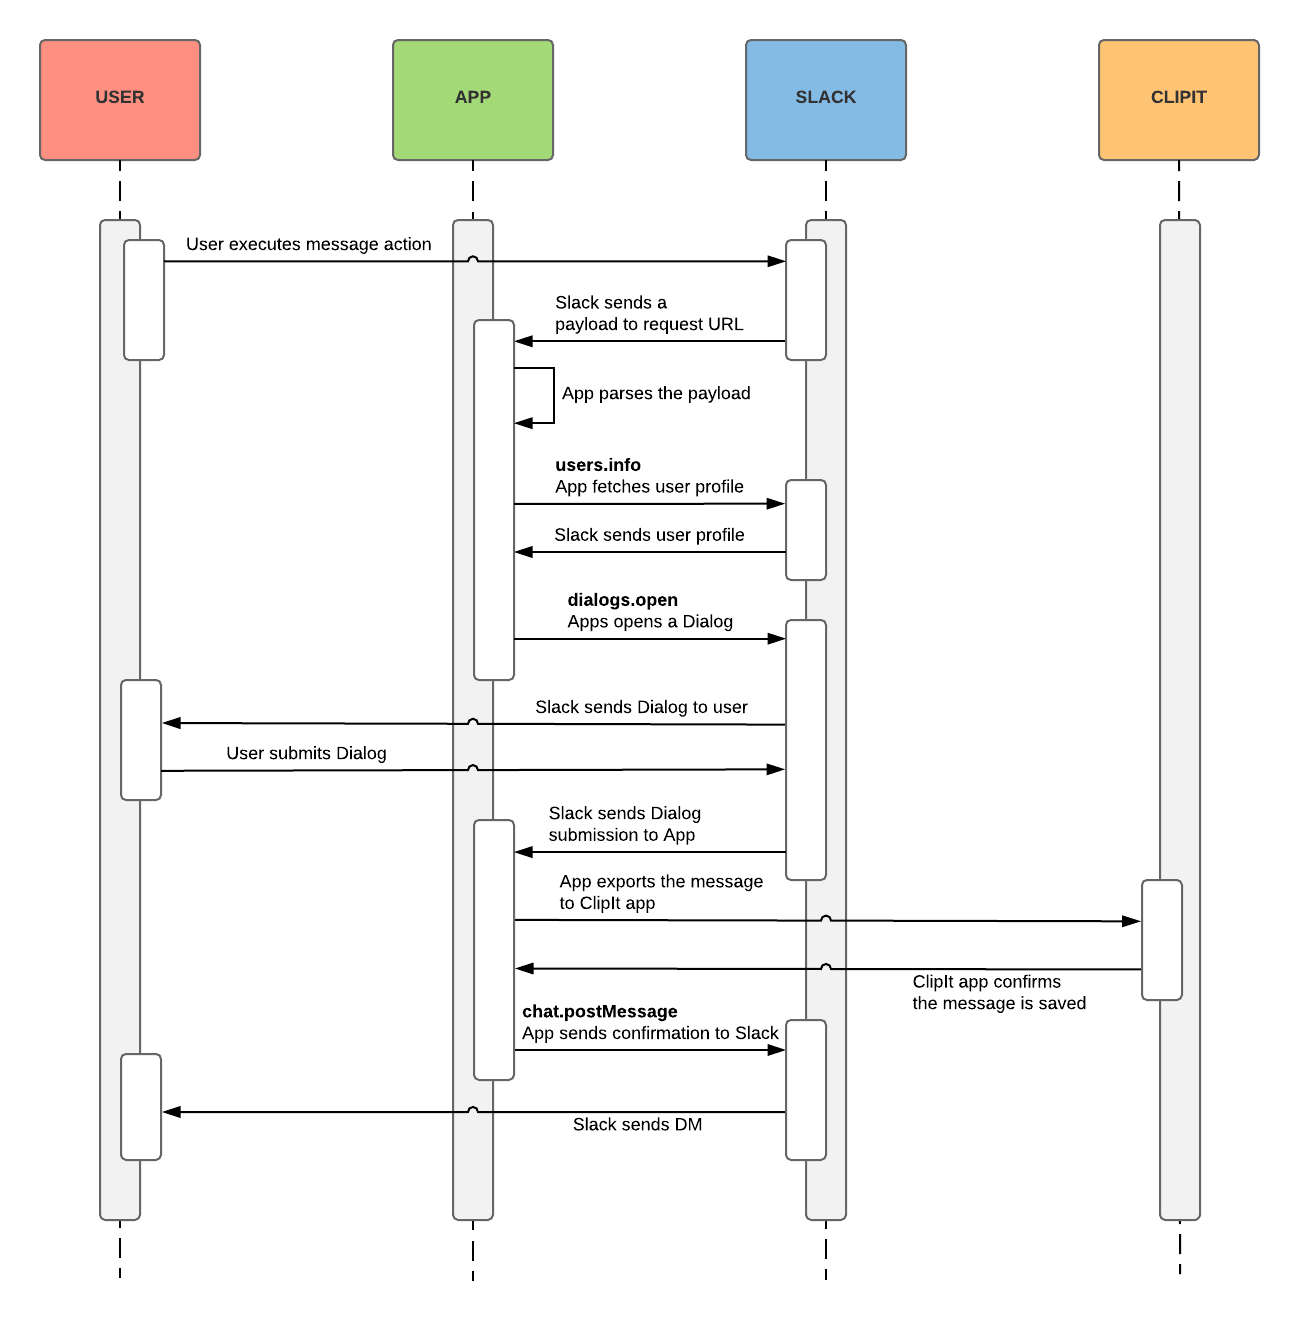 USER
APP
SLACK
CLIPIT
User executes message action
Slack sends a
payload to request URL
App parses the payload
users.info
App fetches user profile
Slack sends user profile
dialogs.open
Apps opens a Dialog
Slack sends Dialog to user
User submits Dialog
Slack sends Dialog
submission to App
App exports the message
to ClipIt app
ClipIt app confirms
the message is saved
chat.postMessage
App sends confirmation to Slack
Slack sends DM